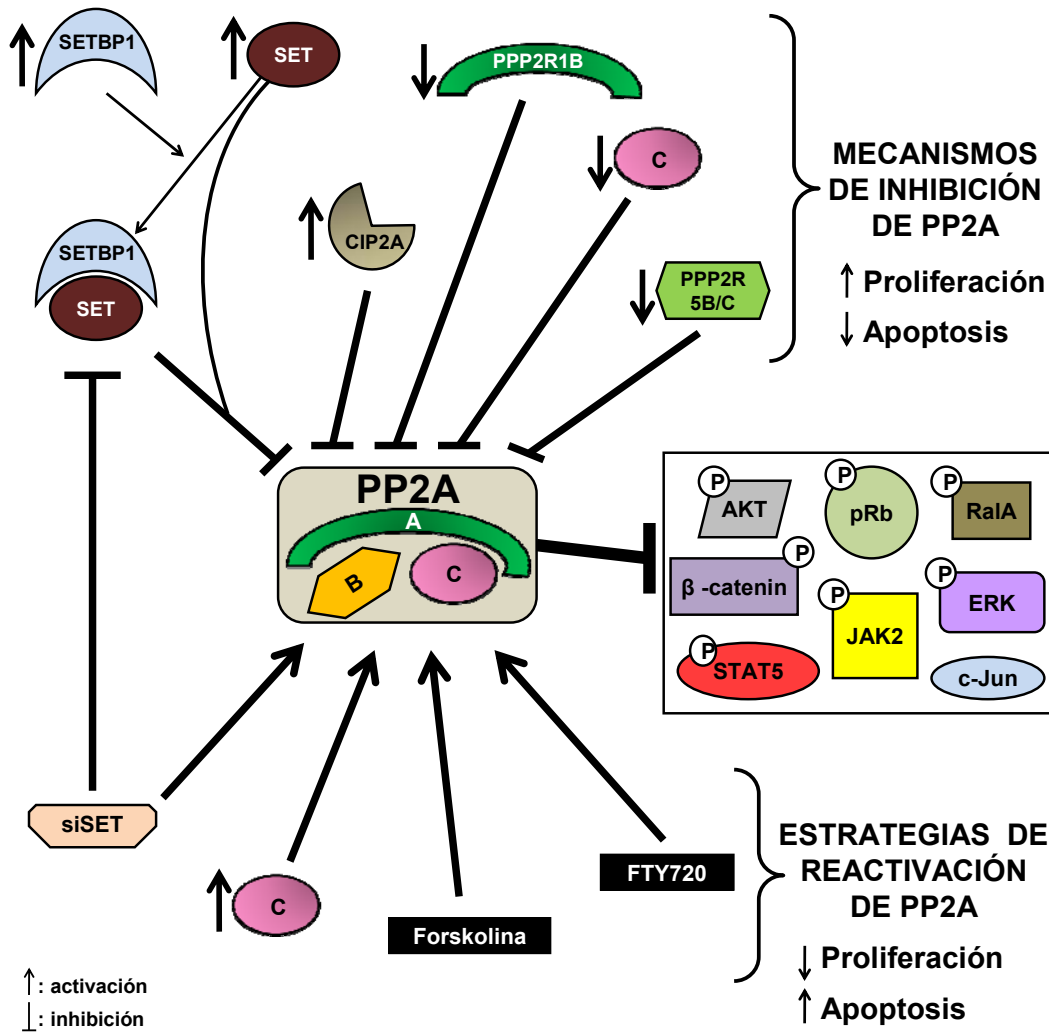 SETBP1
SET
PPP2R1B
C
CIP2A
SETBP1
SET
PPP2R
5B/C
MECANISMOS
DE INHIBICIÓN
DE PP2A
↑ Proliferación
↓ Apoptosis
PP2A
A
B
C
P
AKT
P
pRb
P
RalA
P
β -catenin
P
JAK2
P
ERK
P
STAT5
c-Jun
siSET
C
Forskolina
FTY720
ESTRATEGIAS DE
REACTIVACIÓN
DE PP2A
↓ Proliferación
↑ Apoptosis
↑: activación
⊥: inhibición